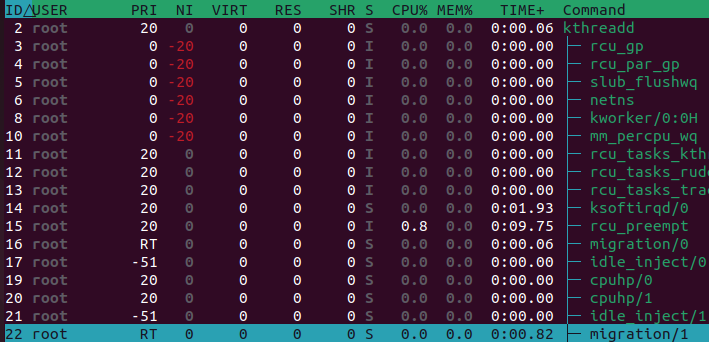 ID△USER PRI NI VIRT RES SHR S CPU% MEM% TIME+ Command
2 root 20 0 0 0 0 S 0.0 0.0 0:00.06 kthreadd
3 root 0 -20 0 0 0 I 0.0 0.0 0:00.00 ├─ rcu_gp
4 root 0 -20 0 0 0 I 0.0 0.0 0:00.00 ├─ rcu_par_gp
5 root 0 -20 0 0 0 I 0.0 0.0 0:00.00 ├─ slub_flushwq
6 root 0 -20 0 0 0 I 0.0 0.0 0:00.00 ├─ netns
8 root 0 -20 0 0 0 I 0.0 0.0 0:00.00 ├─ kworker/0:0H
10 root 0 -20 0 0 0 I 0.0 0.0 0:00.00 ├─ mm_percpu_wq
11 root 20 0 0 0 0 I 0.0 0.0 0:00.00 ├─ rcu_tasks_kth
12 root 20 0 0 0 0 I 0.0 0.0 0:00.00 ├─ rcu_tasks_rud
13 root 20 0 0 0 0 I 0.0 0.0 0:00.00 ├─ rcu_tasks_tra
14 root 20 0 0 0 0 S 0.0 0.0 0:01.93 ├─ ksoftirqd/0
15 root 20 0 0 0 0 I 0.8 0.0 0:09.75 ├─ rcu_preempt
16 root RT 0 0 0 0 S 0.0 0.0 0:00.06 ├─ migration/0
17 root -51 0 0 0 0 S 0.0 0.0 0:00.00 ├─ idle_inject/0
19 root 20 0 0 0 0 S 0.0 0.0 0:00.00 ├─ cpuhp/0
20 root 20 0 0 0 0 S 0.0 0.0 0:00.00 ├─ cpuhp/1
21 root -51 0 0 0 0 S 0.0 0.0 0:00.00 ├─ idle_inject/1
22 root RT 0 0 0 0 S 0.0 0.0 0:00.82 ├─ migration/1